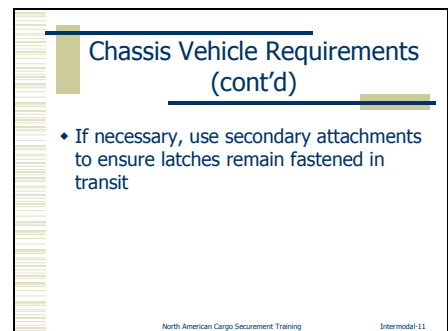 Chassis Vehicle Requirements
(cont’d)
◆ If necessary, use secondary attachments
to ensure latches remain fastened in
transit
North American Cargo Securement Training
Intermodal-11